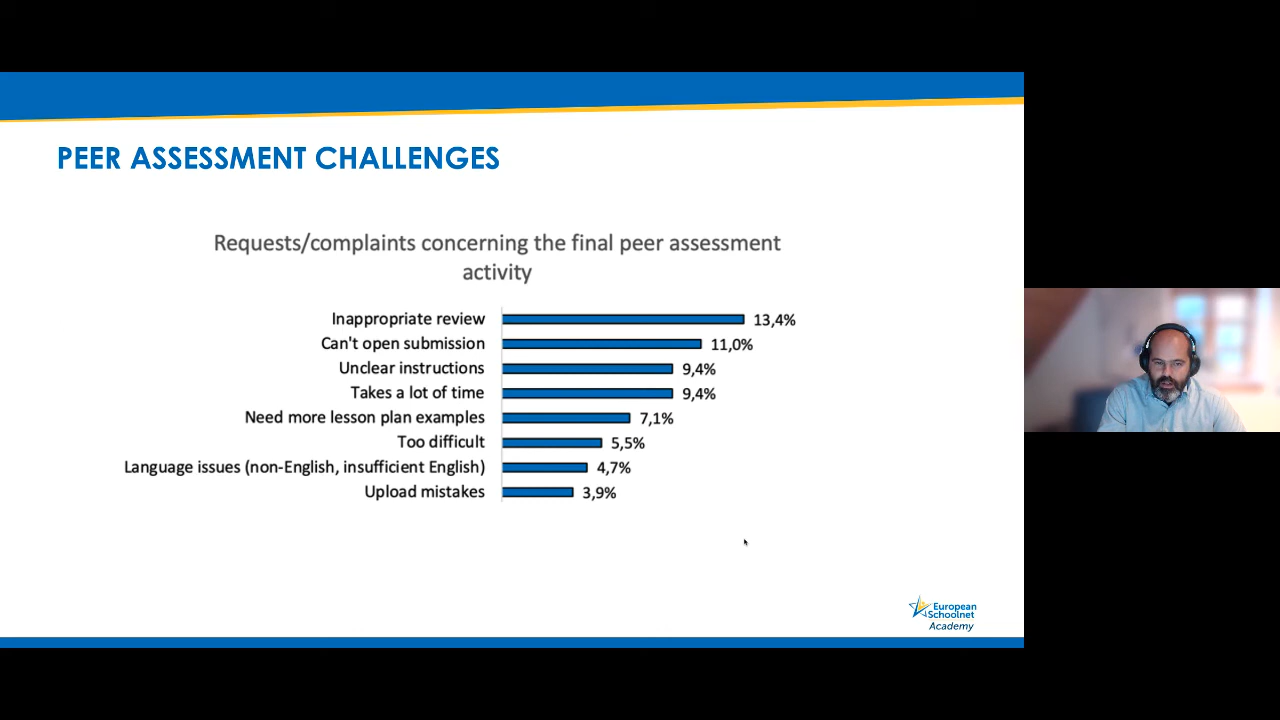 PEER ASSESSMENT CHALLENGES
Requests/complaints concerning the final peer assessment
activity
Inappropriate review 13,4%
Can't open submission 11,0%
Unclear instructions 9,4%
Takes a lot of time 9,4%
Need more lesson plan examples 7,1%
Too difficult 5,5%
Language issues (non-English, insufficient English) 4,7%
Upload mistakes 3,9%
European
Schoolnet
Academy